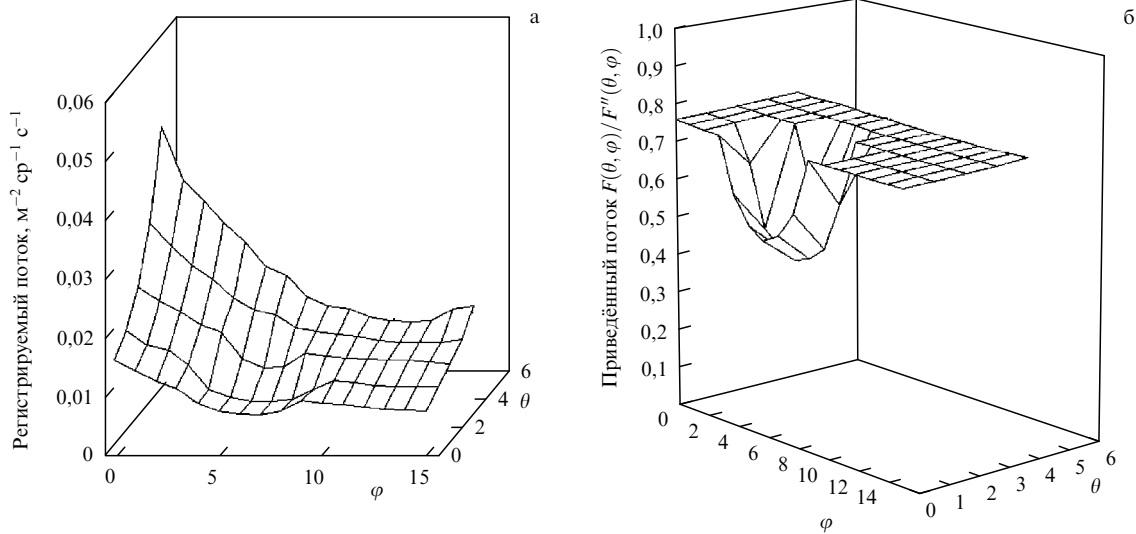 а
Регистрируемый поток, м⁻² ср⁻¹ с⁻¹
0,06
0,05
0,04
0,03
0,02
0,01
0
0 5 10 15
φ
0 2 4 6
θ
б
Приведённый поток F(θ, φ)/F″(θ, φ)
1,0
0,9
0,8
0,7
0,6
0,5
0,4
0,3
0,2
0,1
0
2 4 6 8 10 12 14
φ
0 1 2 3 4 5 6
θ